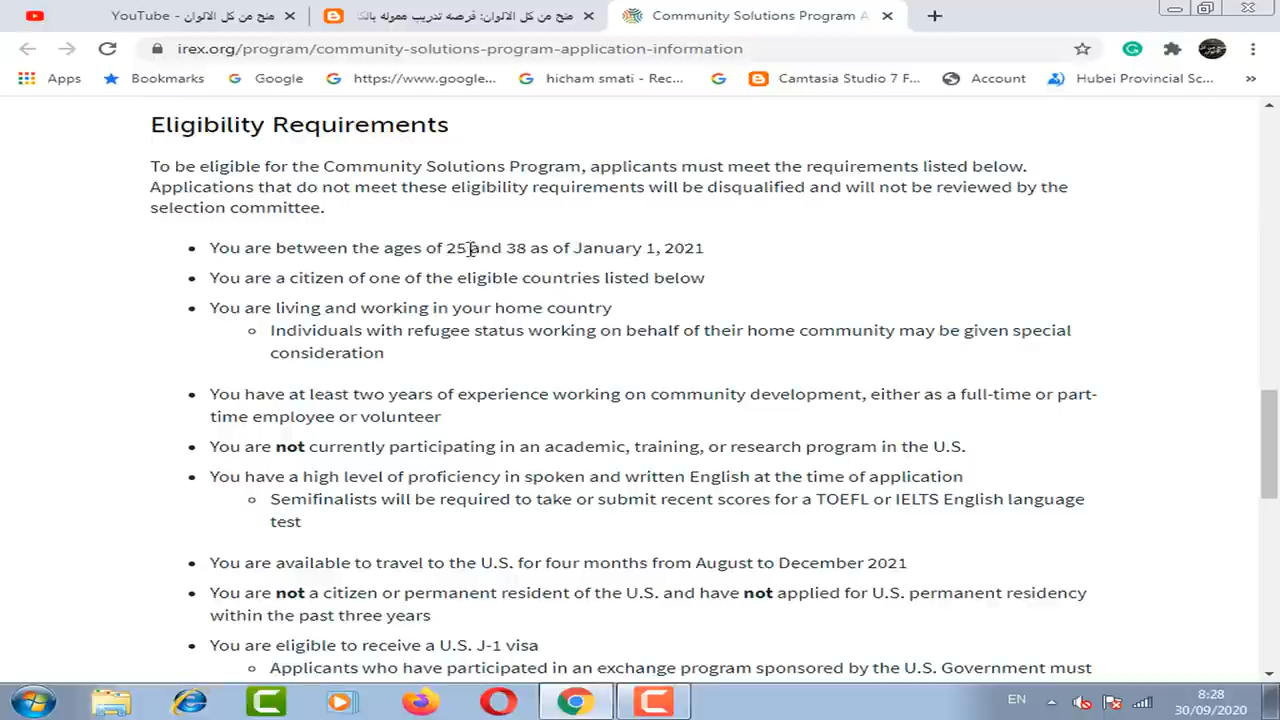 منح من كل الالوان - YouTube
منح من كل الالوان: فرصه تدريب مموله بالك
Community Solutions Program A
irex.org/program/community-solutions-program-application-information
Apps Bookmarks Google https://www.google... hicham smati - Rec... Camtasia Studio 7 F... Account Hubei Provincial Sc... »
Eligibility Requirements
To be eligible for the Community Solutions Program, applicants must meet the requirements listed below.
Applications that do not meet these eligibility requirements will be disqualified and will not be reviewed by the
selection committee.
• You are between the ages of 25 and 38 as of January 1, 2021
• You are a citizen of one of the eligible countries listed below
• You are living and working in your home country
◦ Individuals with refugee status working on behalf of their home community may be given special
consideration
• You have at least two years of experience working on community development, either as a full-time or part-
time employee or volunteer
• You are not currently participating in an academic, training, or research program in the U.S.
• You have a high level of proficiency in spoken and written English at the time of application
◦ Semifinalists will be required to take or submit recent scores for a TOEFL or IELTS English language
test
• You are available to travel to the U.S. for four months from August to December 2021
• You are not a citizen or permanent resident of the U.S. and have not applied for U.S. permanent residency
within the past three years
• You are eligible to receive a U.S. J-1 visa
◦ Applicants who have participated in an exchange program sponsored by the U.S. Government must
EN
8:28
30/09/2020